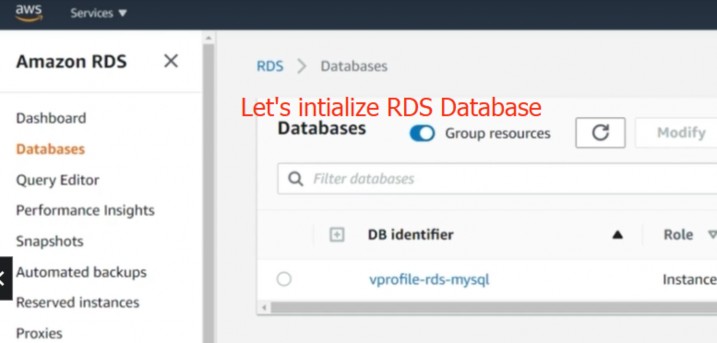 aws Services ▼
Amazon RDS
Dashboard
Databases
Query Editor
Performance Insights
Snapshots
Automated backups
Reserved instances
Proxies
RDS > Databases
Let's intialize RDS Database
Databases Group resources Modify
Filter databases
DB identifier ▲ Role
vprofile-rds-mysql Instance